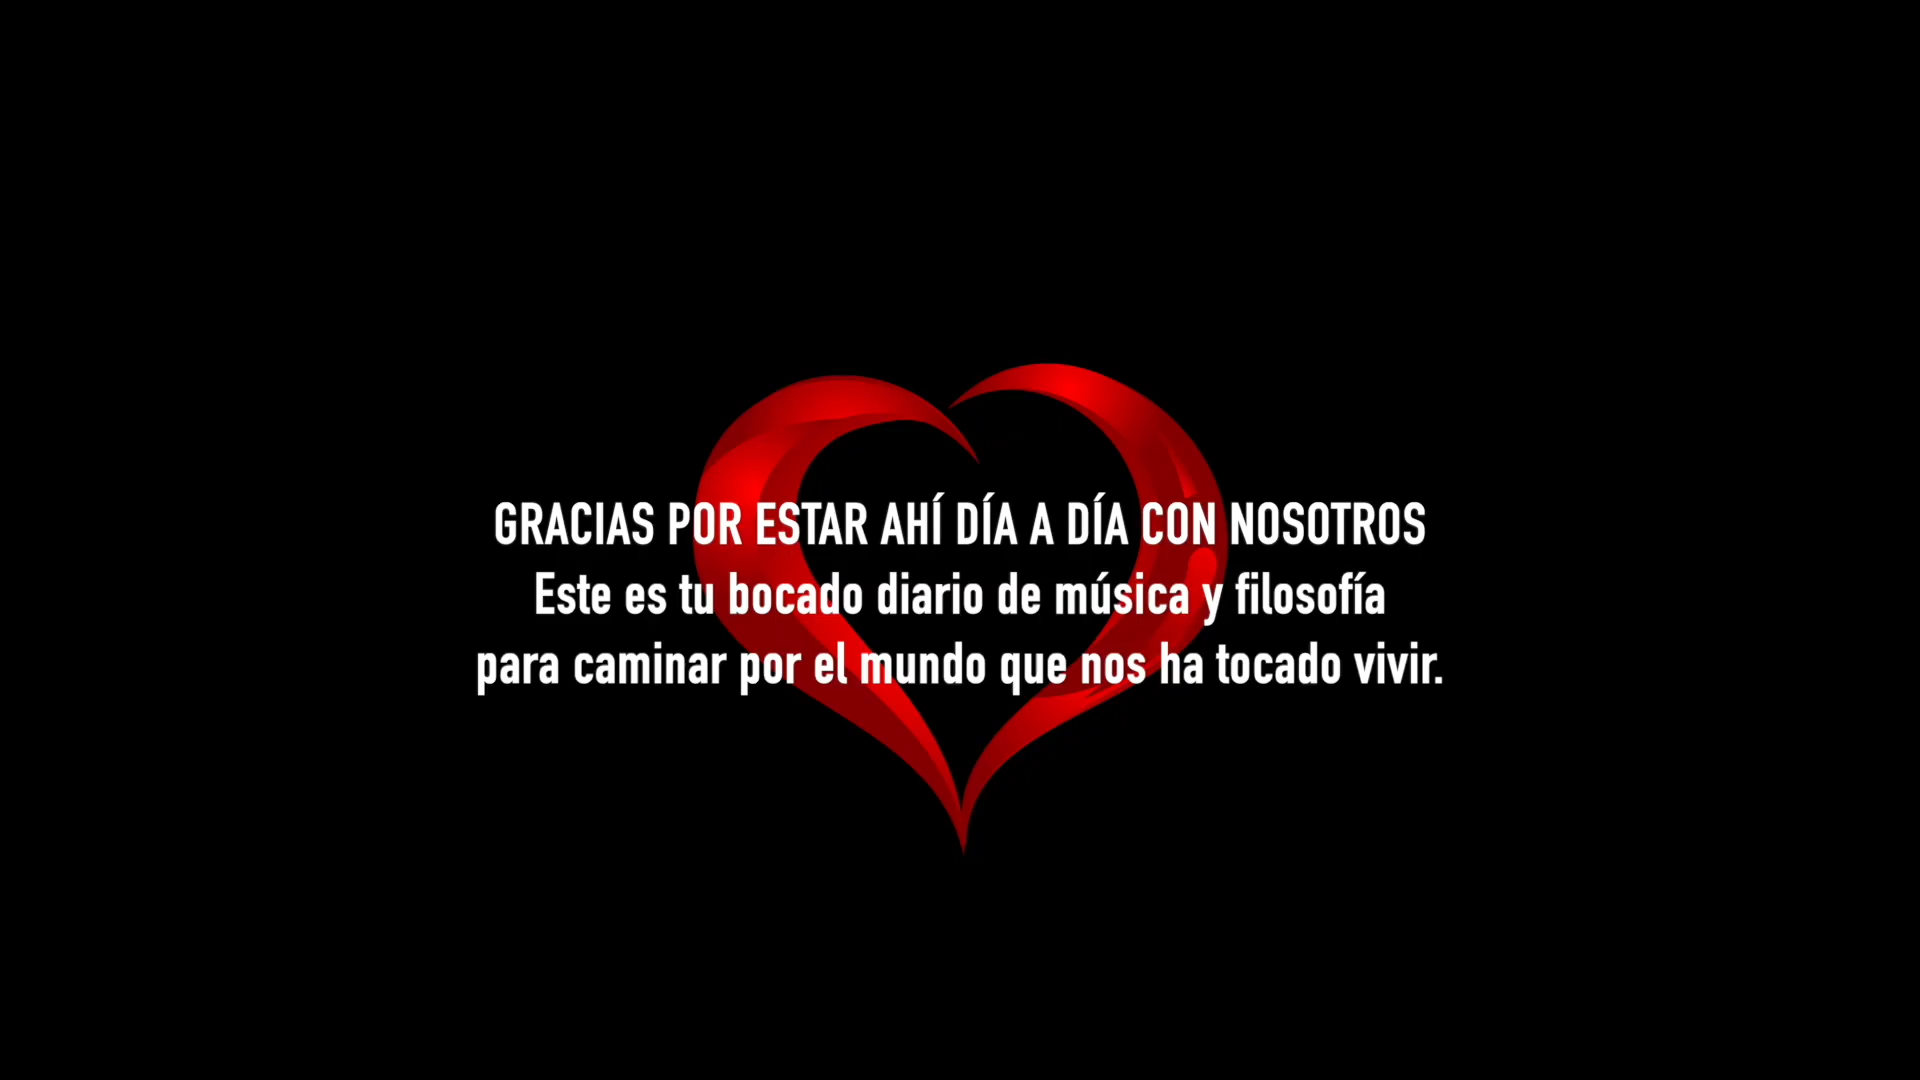 GRACIAS POR ESTAR AHÍ DÍA A DÍA CON NOSOTROS
Este es tu bocado diario de música y filosofía
para caminar por el mundo que nos ha tocado vivir.